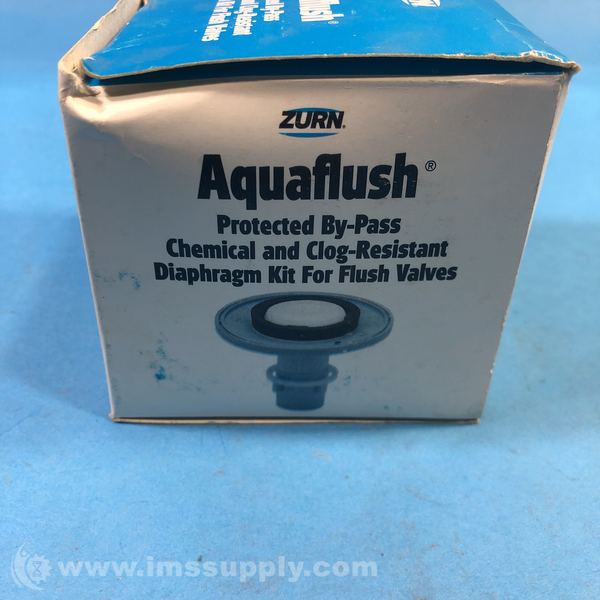 ZURN®
Aquaflush®
Protected By-Pass
Chemical and Clog-Resistant
Diaphragm Kit For Flush Valves
www.imssupply.com